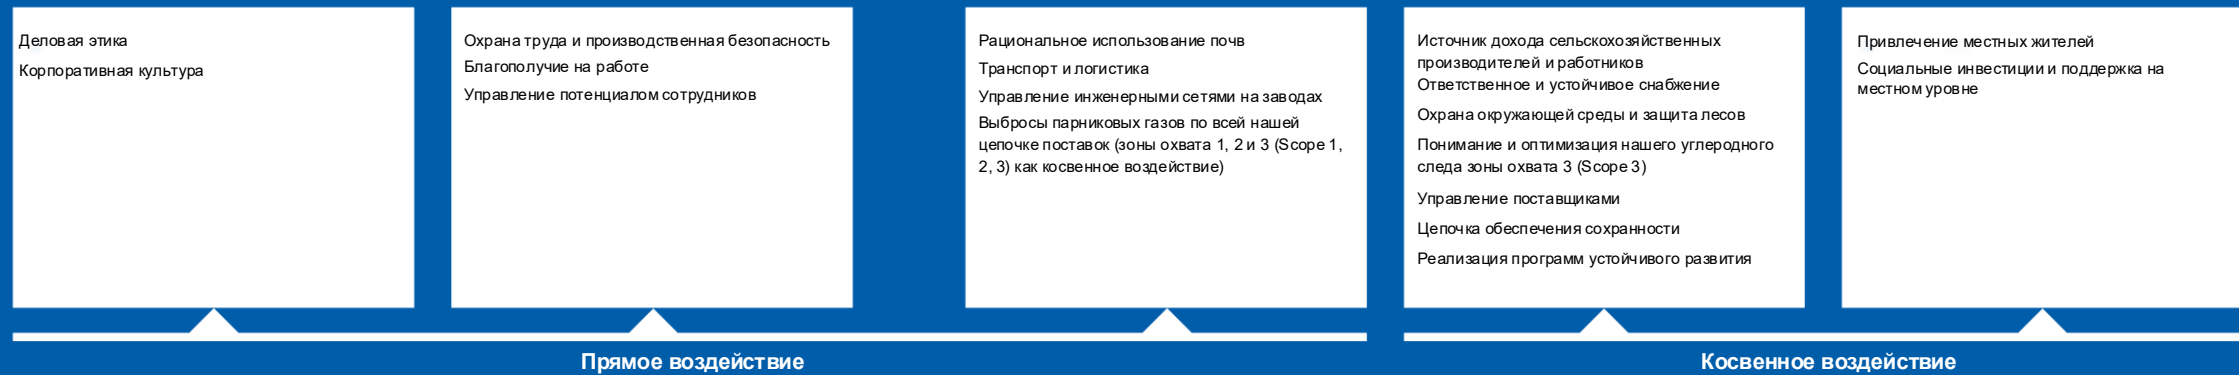 Деловая этика
Корпоративная культура
Охрана труда и производственная безопасность
Благополучие на работе
Управление потенциалом сотрудников
Рациональное использование почв
Транспорт и логистика
Управление инженерными сетями на заводах
Выбросы парниковых газов по всей нашей
цепочке поставок (зоны охвата 1, 2 и 3 (Scope 1,
2, 3) как косвенное воздействие)
Источник дохода сельскохозяйственных
производителей и работников
Ответственное и устойчивое снабжение
Охрана окружающей среды и защита лесов
Понимание и оптимизация нашего углеродного
следа зоны охвата 3 (Scope 3)
Управление поставщиками
Цепочка обеспечения сохранности
Реализация программ устойчивого развития
Привлечение местных жителей
Социальные инвестиции и поддержка на
местном уровне
Прямое воздействие
Косвенное воздействие